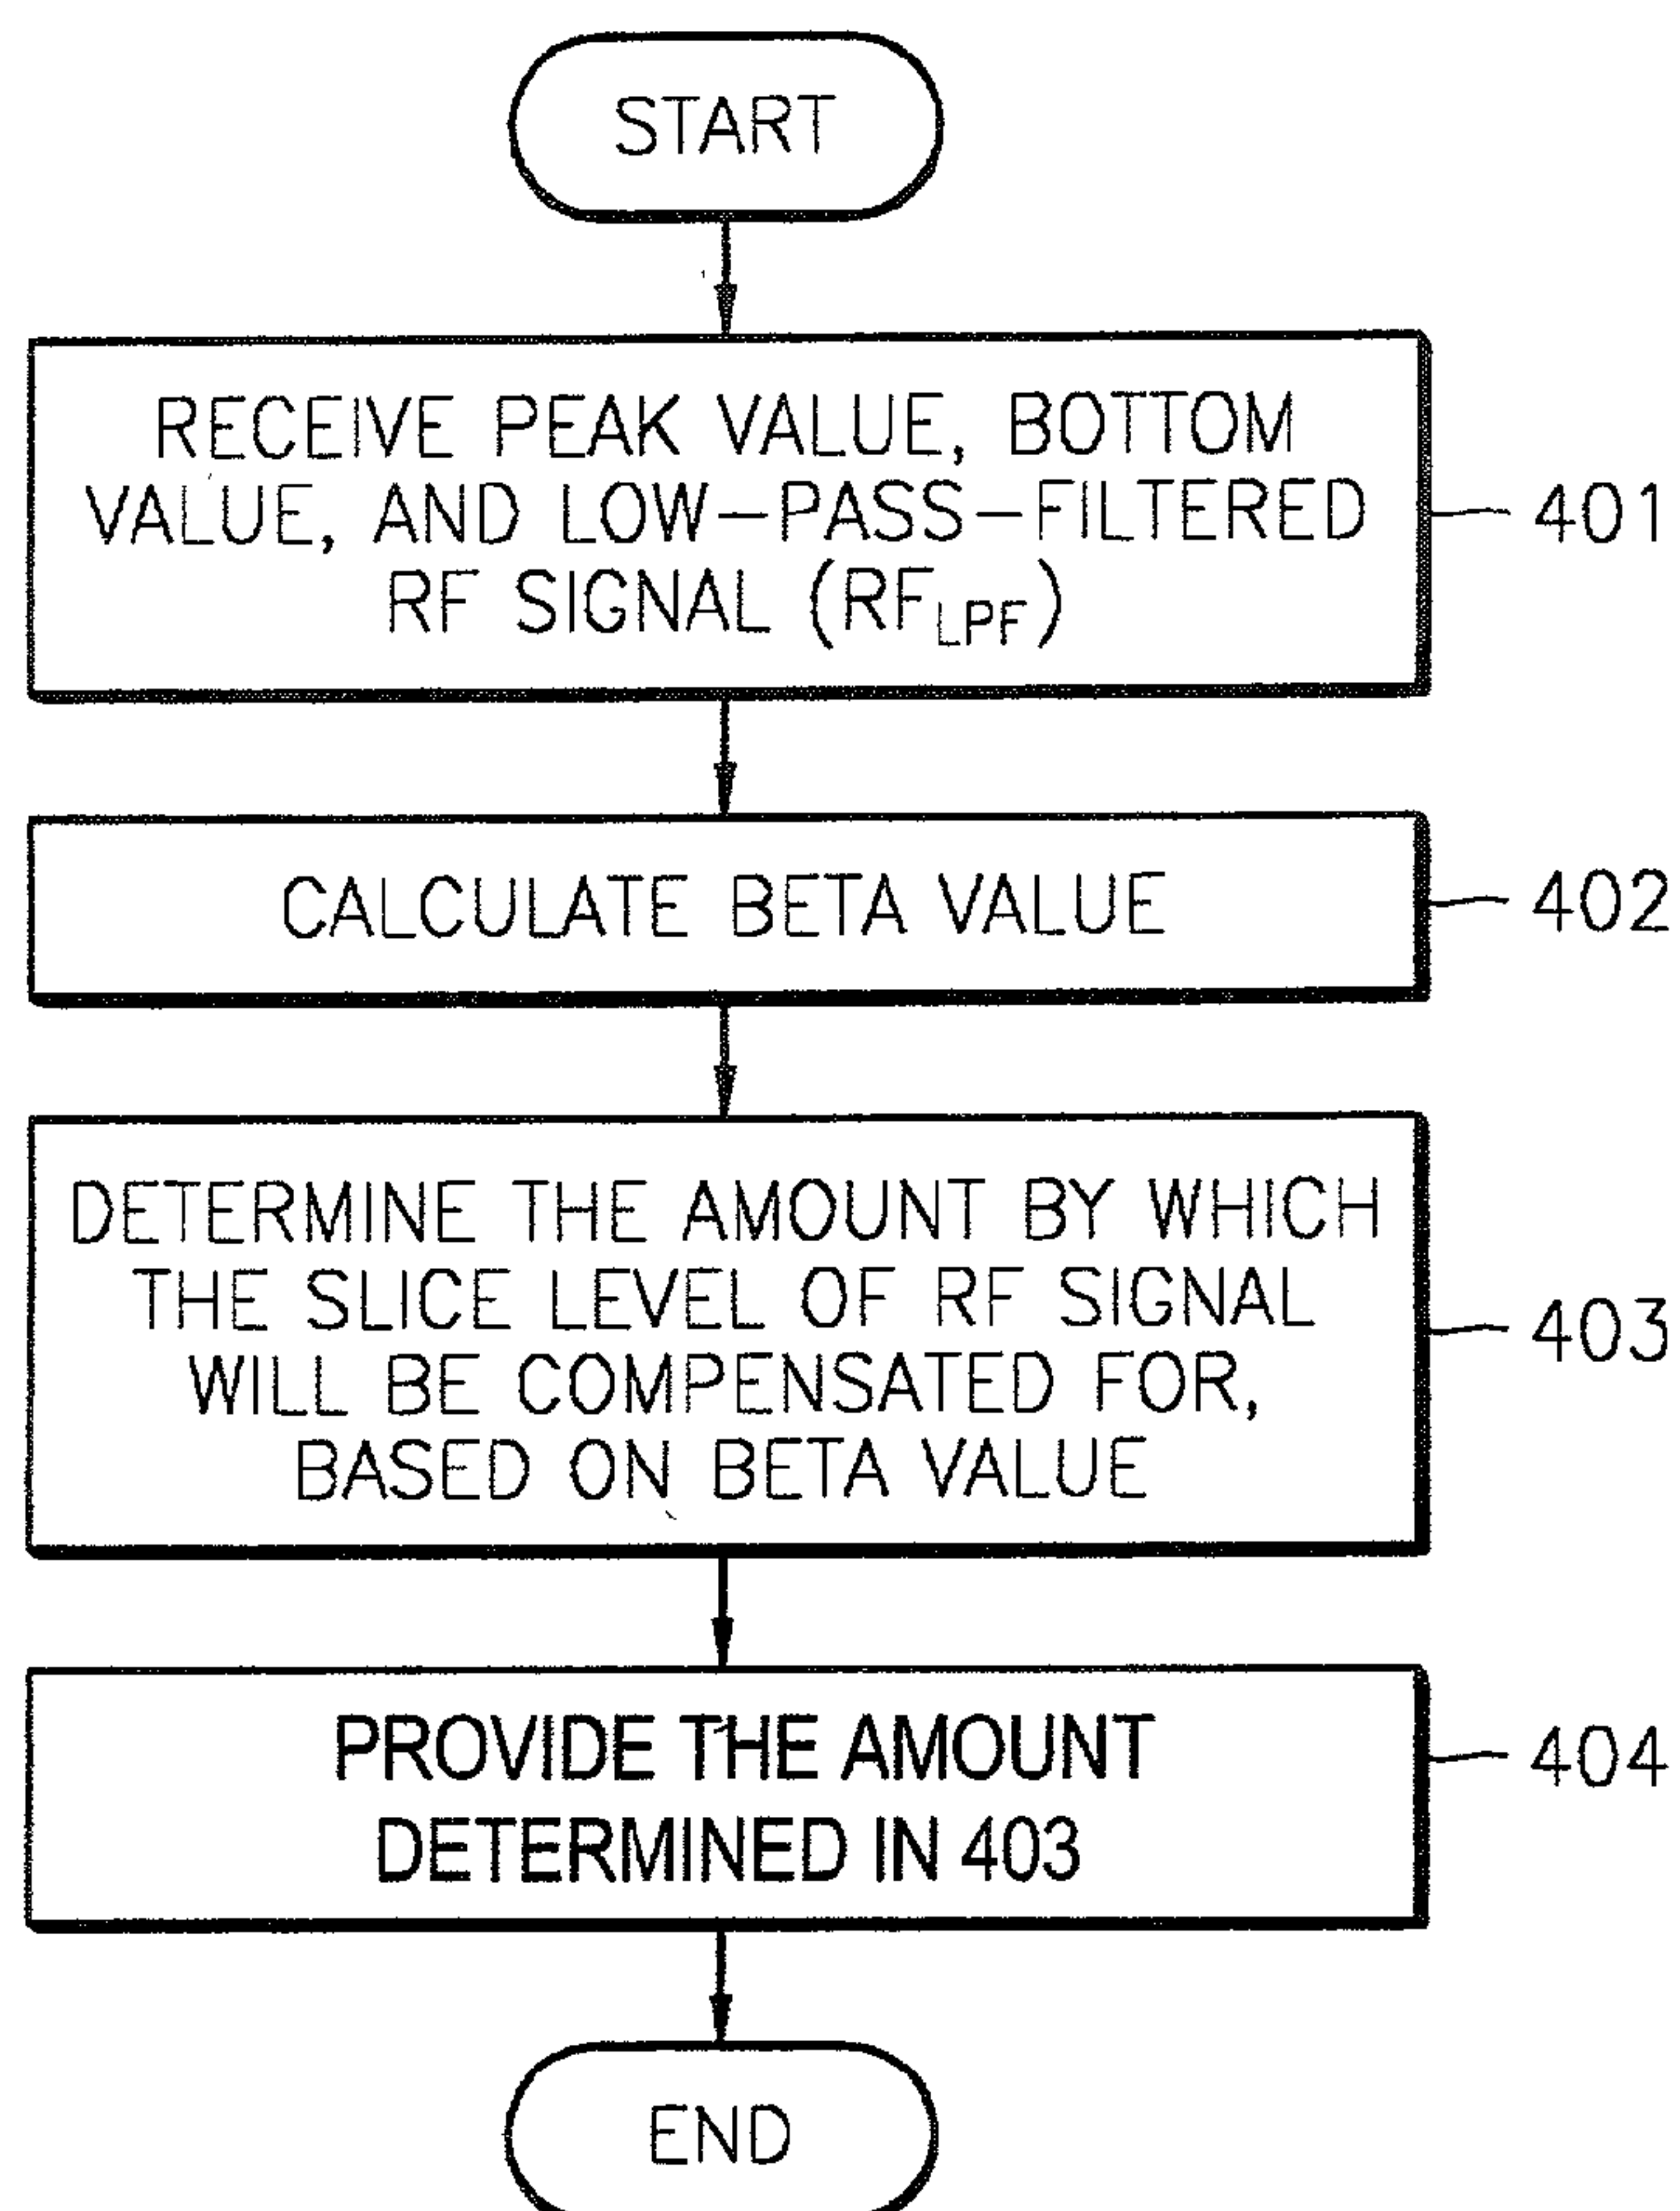 START
RECEIVE PEAK VALUE, BOTTOM
VALUE, AND LOW-PASS-FILTERED
RF SIGNAL (RFLPF)
401
CALCULATE BETA VALUE
402
DETERMINE THE AMOUNT BY WHICH
THE SLICE LEVEL OF RF SIGNAL
WILL BE COMPENSATED FOR,
BASED ON BETA VALUE
403
PROVIDE THE AMOUNT
DETERMINED IN 403
404
END